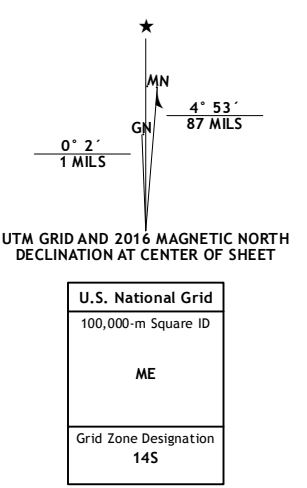 MN
4° 53´
87 MILS
GN
0° 2´
1 MILS
UTM GRID AND 2016 MAGNETIC NORTH
DECLINATION AT CENTER OF SHEET
U.S. National Grid
100,000-m Square ID
ME
Grid Zone Designation
14S